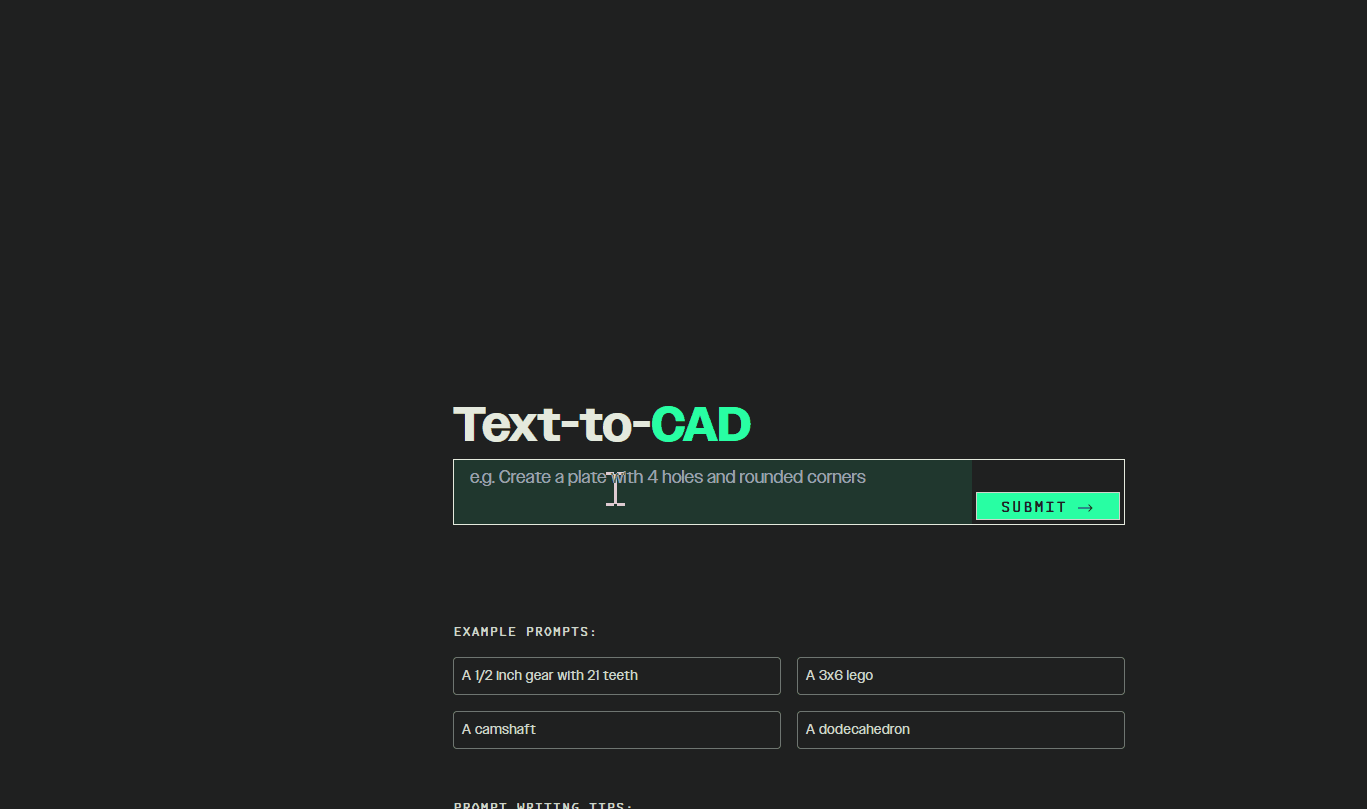 Text-to-CAD
e.g. Create a plate with 4 holes and rounded corners
SUBMIT →
EXAMPLE PROMPTS:
A 1/2 inch gear with 21 teeth
A 3x6 lego
A camshaft
A dodecahedron
PROMPT WRITING TIPS: